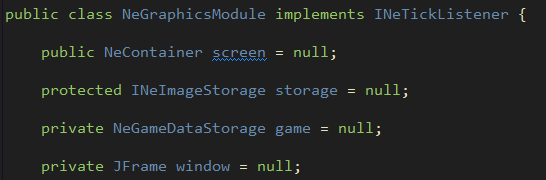 public class NeGraphicsModule implements INeTickListener {
public NeContainer screen = null;
protected INeImageStorage storage = null;
private NeGameDataStorage game = null;
private JFrame window = null;